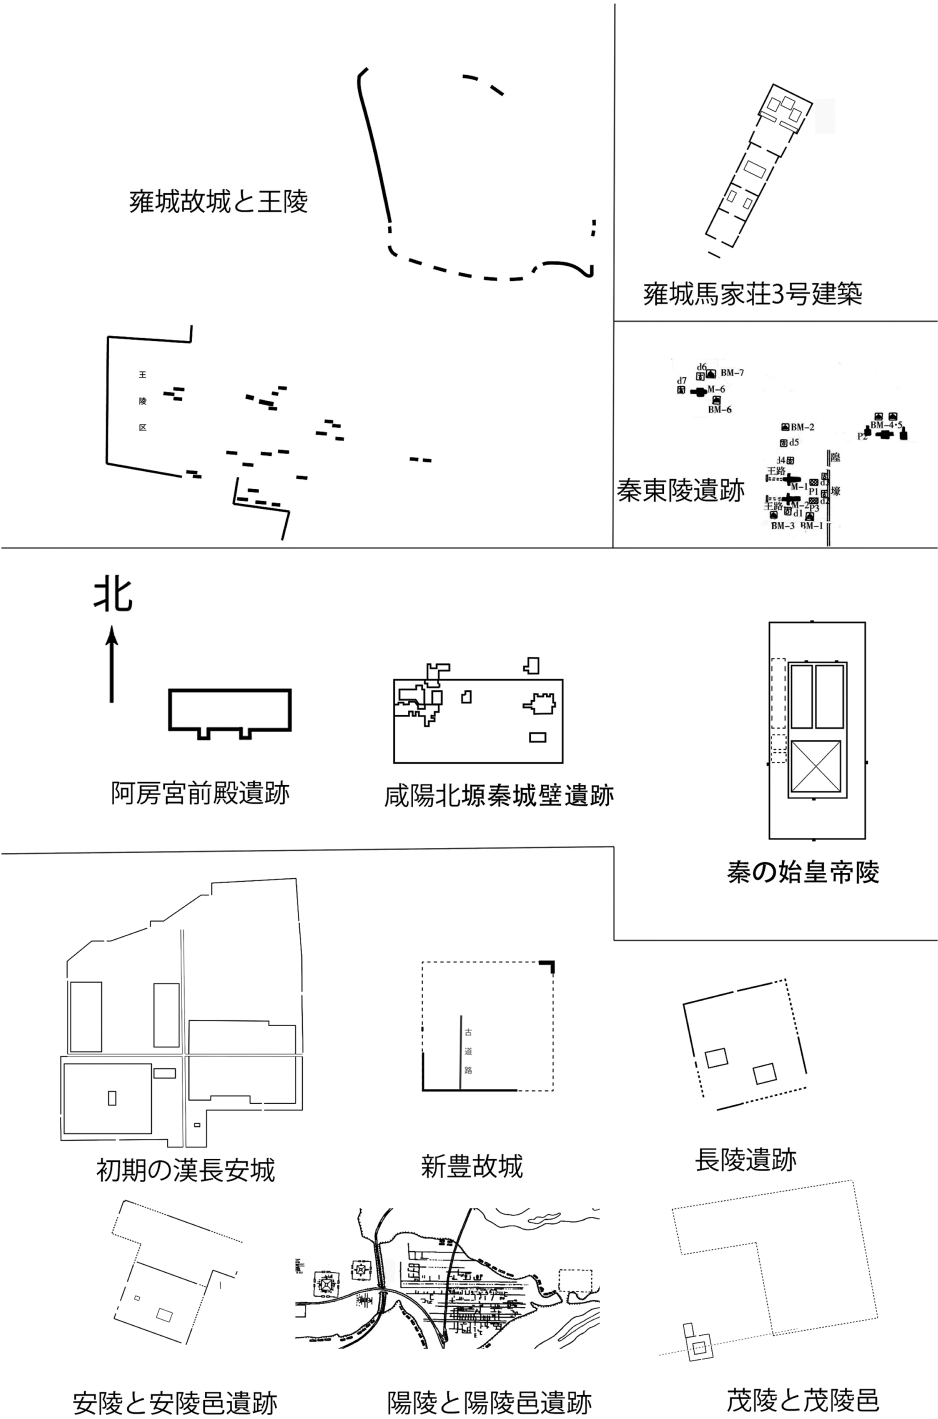 雍城故城と王陵
王陵区
雍城馬家荘3号建築
d6
BM-7
d7
M-6
BM-6
BM-2
d5
BM-4·5
P2
d4
王路
M-1
P1
d3
隍
壕
王路
M-2
P3
d2
d1
BM-3
BM-1
秦東陵遺跡
北
阿房宮前殿遺跡
咸陽北塬秦城壁遺跡
秦の始皇帝陵
初期の漢長安城
古道路
新豊故城
長陵遺跡
安陵と安陵邑遺跡
陽陵と陽陵邑遺跡
茂陵と茂陵邑